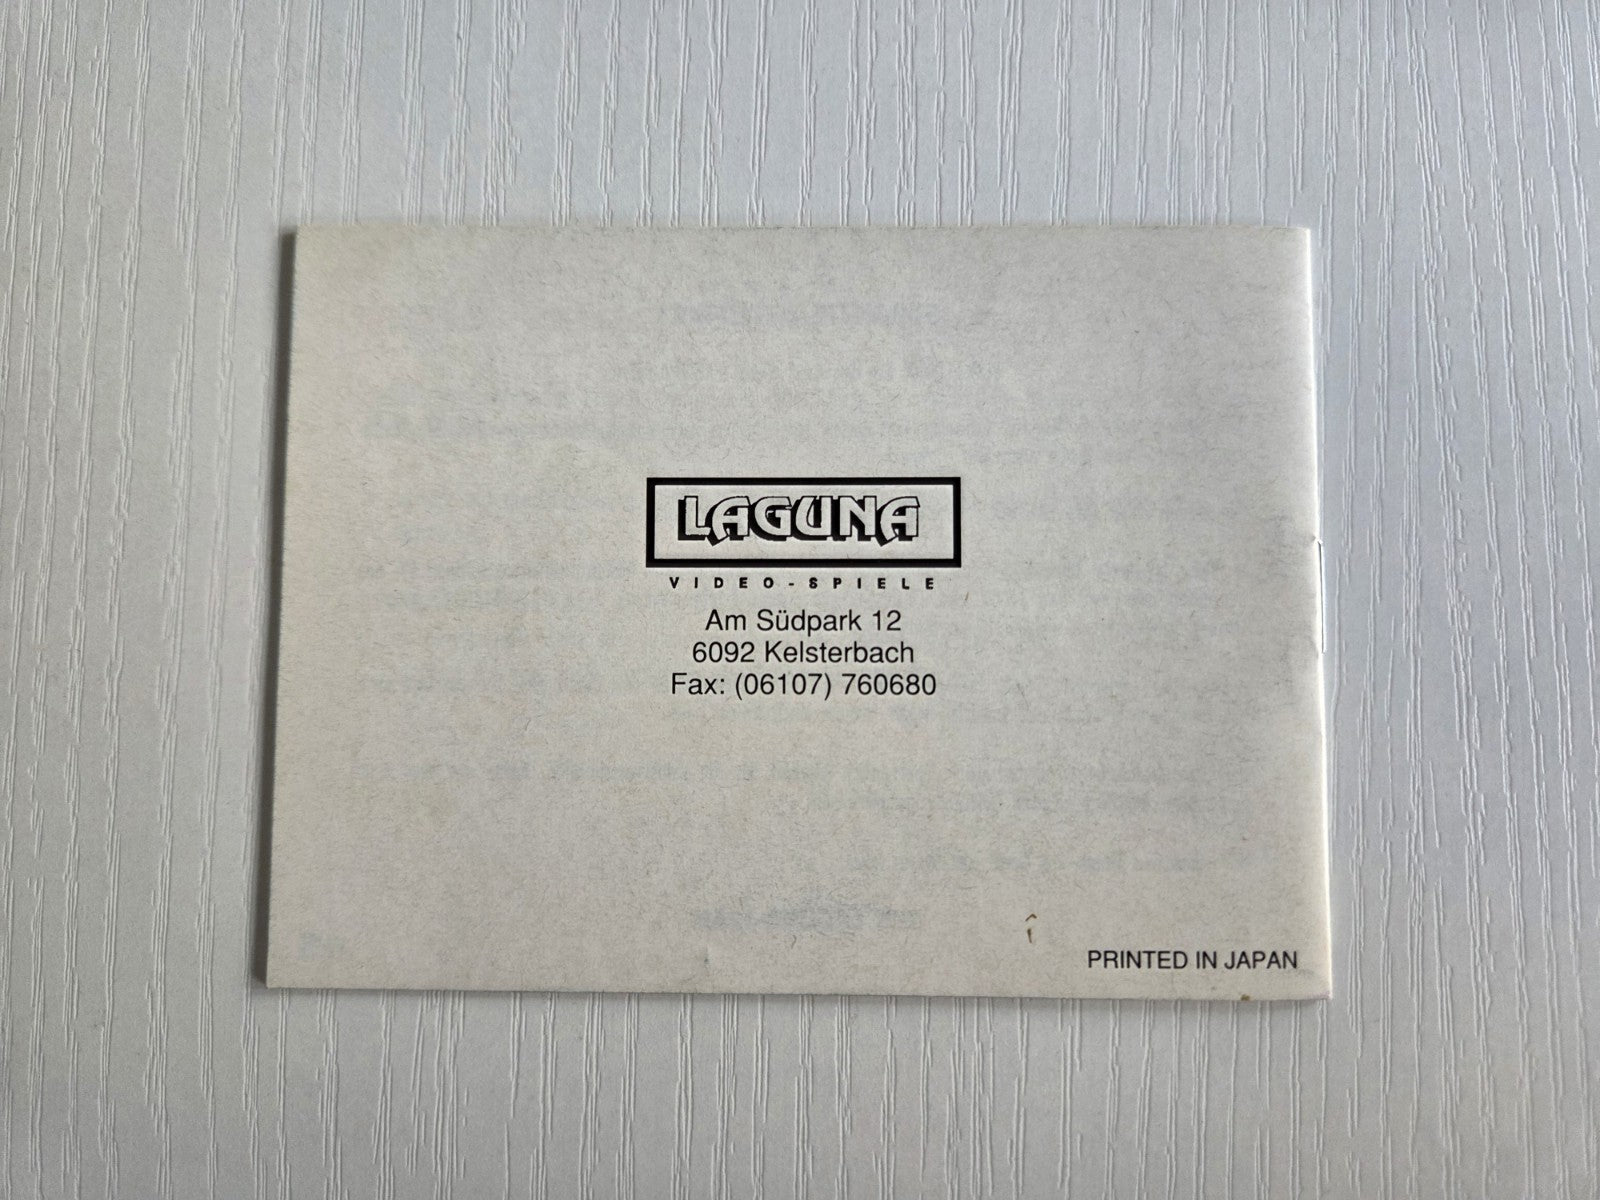 LAGUNA
VIDEO-SPIELE
Am Südpark 12
6092 Kelsterbach
Fax: (06107) 760680
PRINTED IN JAPAN